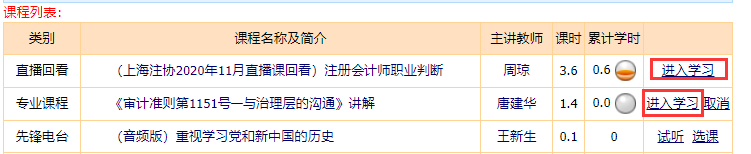 课程列表:
类别 课程名称及简介 主讲教师 课时 累计学时
直播回看 （上海注协2020年11月直播课回看）注册会计师职业判断 周琼 3.6 0.6 进入学习
专业课程 《审计准则第1151号—与治理层的沟通》讲解 唐建华 1.4 0.0 进入学习 取消
先锋电台 （音频版）重视学习党和新中国的历史 王新生 0.1 0 试听 选课